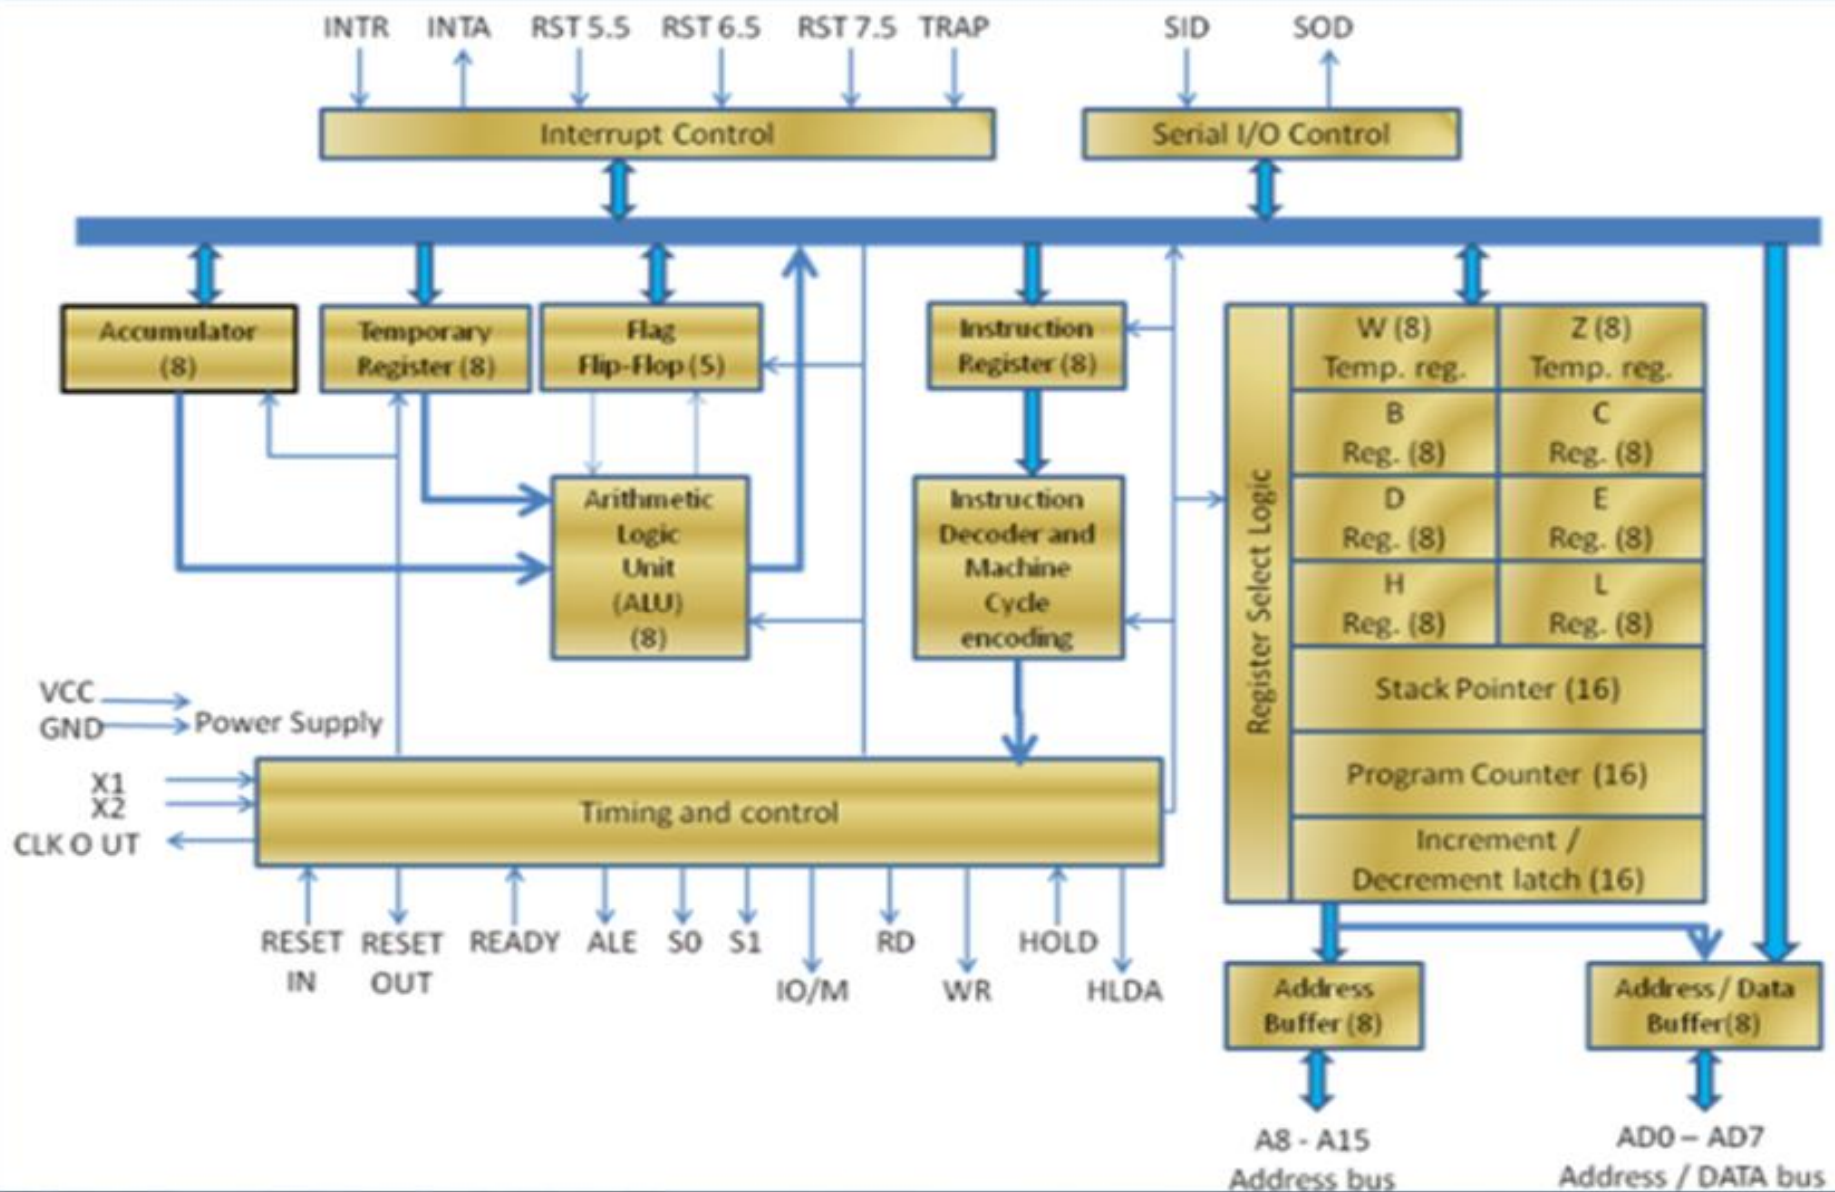 INTR INTA RST 5.5 RST 6.5 RST 7.5 TRAP SID SOD
Interrupt Control
Serial I/O Control
Accumulator
(8)
Temporary
Register (8)
Flag
Flip-Flop (5)
Instruction
Register (8)
W (8)
Temp. reg.
Z (8)
Temp. reg.
B
Reg. (8)
C
Reg. (8)
D
Reg. (8)
E
Reg. (8)
H
Reg. (8)
L
Reg. (8)
Register Select Logic
Arithmetic
Logic
Unit
(ALU)
(8)
Instruction
Decoder and
Machine
Cycle
encoding
Stack Pointer (16)
Program Counter (16)
Increment /
Decrement latch (16)
VCC
GND
Power Supply
X1
X2
CLK O UT
Timing and control
RESET
IN
RESET
OUT
READY
ALE
S0
S1
IO/M
RD
WR
HOLD
HLDA
Address
Buffer (8)
Address / Data
Buffer(8)
A8 - A15
Address bus
AD0 – AD7
Address / DATA bus